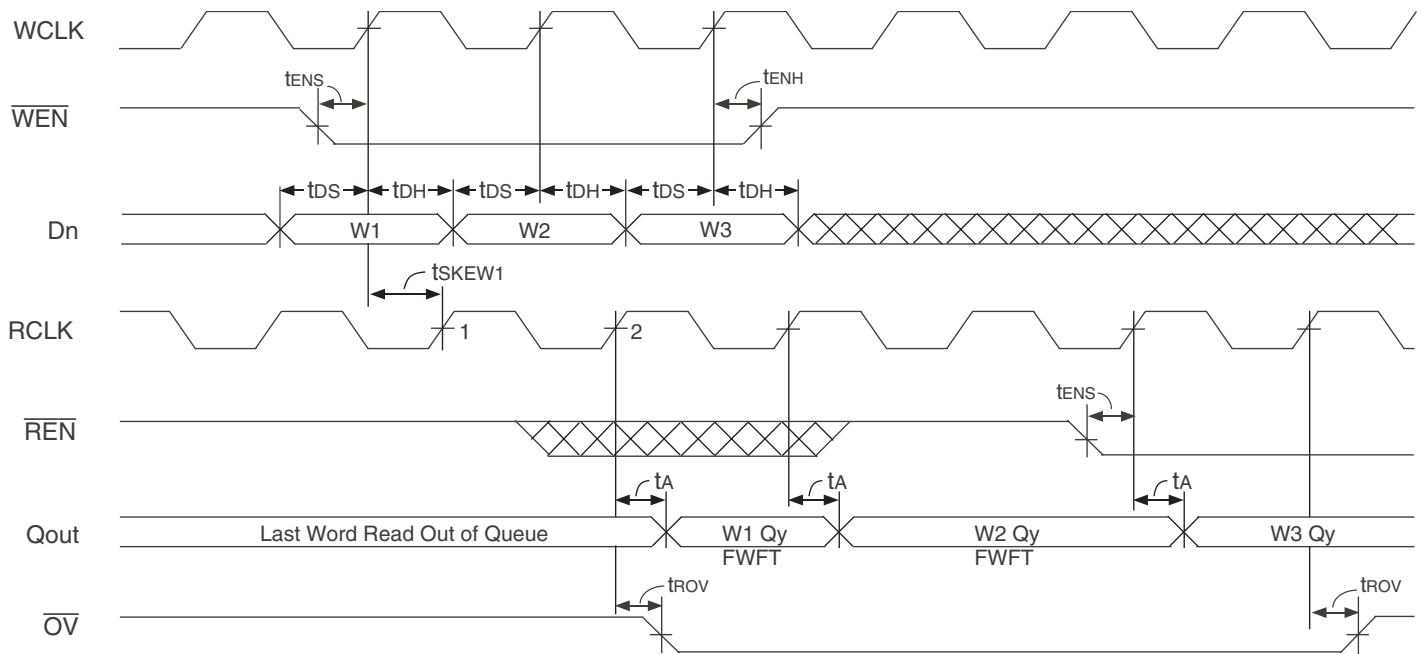 WCLK
tENS
tENH
WEN
tDS tDH tDS tDH tDS tDH
Dn W1 W2 W3
tSKEW1
RCLK 1 2
tENS
REN
tA tA tA
Qout Last Word Read Out of Queue W1 Qy W2 Qy W3 Qy
FWFT FWFT
tROV tROV
OV